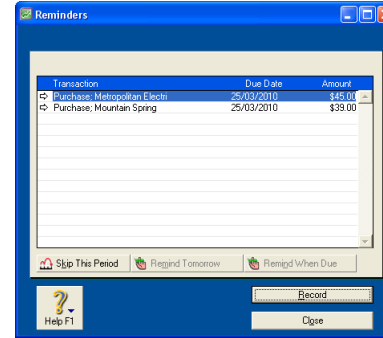 Reminders
Transaction Due Date Amount
Purchase; Metropolitan Electri 25/03/2010 $45.00
Purchase; Mountain Spring 25/03/2010 $39.00
Skip This Period Remind Tomorrow Remind When Due
Record
Help F1 Close